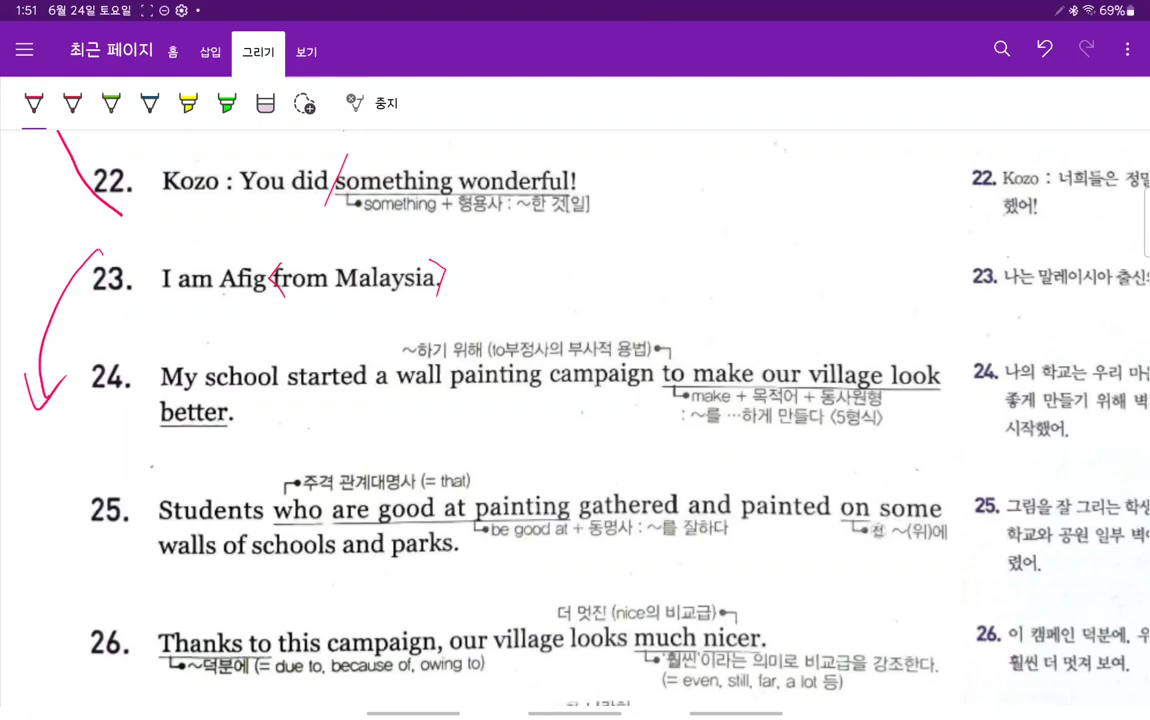 1:51 6월 24일 토요일
69%
최근 페이지 홈 삽입 그리기 보기
중지
22. Kozo : You did something wonderful!
something + 형용사 : ~한 것[일]
22. Kozo : 너희들은 정말
했어!
23. I am Afig from Malaysia.
23. 나는 말레이시아 출신
~하기 위해 (to부정사의 부사적 용법)
24. My school started a wall painting campaign to make our village look
make + 목적어 + 동사원형
better.
: ~를 …하게 만들다 〈5형식〉
24. 나의 학교는 우리 마
좋게 만들기 위해 벽
시작했어.
주격 관계대명사 (= that)
25. Students who are good at painting gathered and painted on some
be good at + 동명사 : ~를 잘하다
전 ~(위)에
walls of schools and parks.
25. 그림을 잘 그리는 학생
학교와 공원 일부 벽
렸어.
더 멋진 (nice의 비교급)
26. Thanks to this campaign, our village looks much nicer.
~덕분에 (= due to, because of, owing to)
'훨씬'이라는 의미로 비교급을 강조한다.
(= even, still, far, a lot 등)
26. 이 캠페인 덕분에, 우
훨씬 더 멋져 보여.